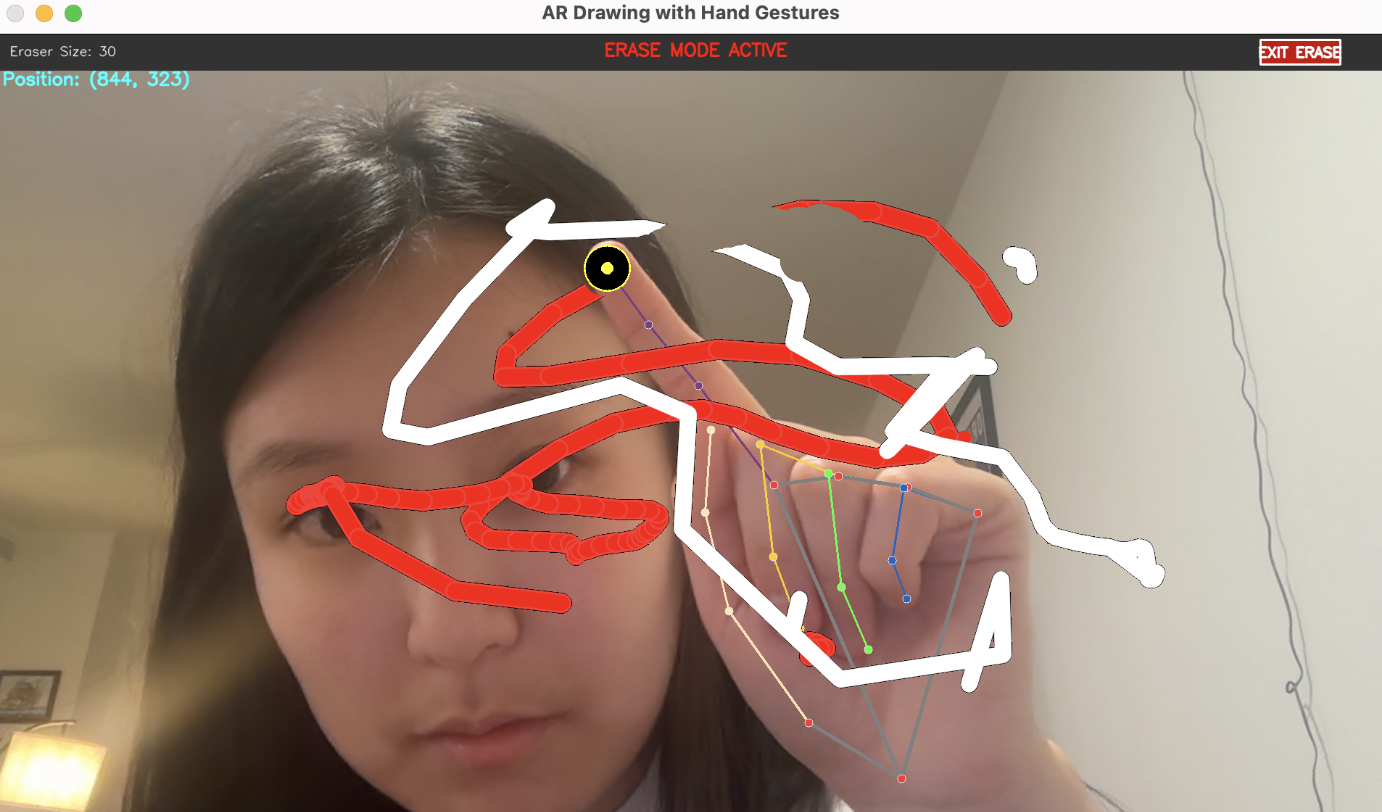 AR Drawing with Hand Gestures
Eraser Size: 30
ERASE MODE ACTIVE
EXIT ERASE
Position: (844, 323)